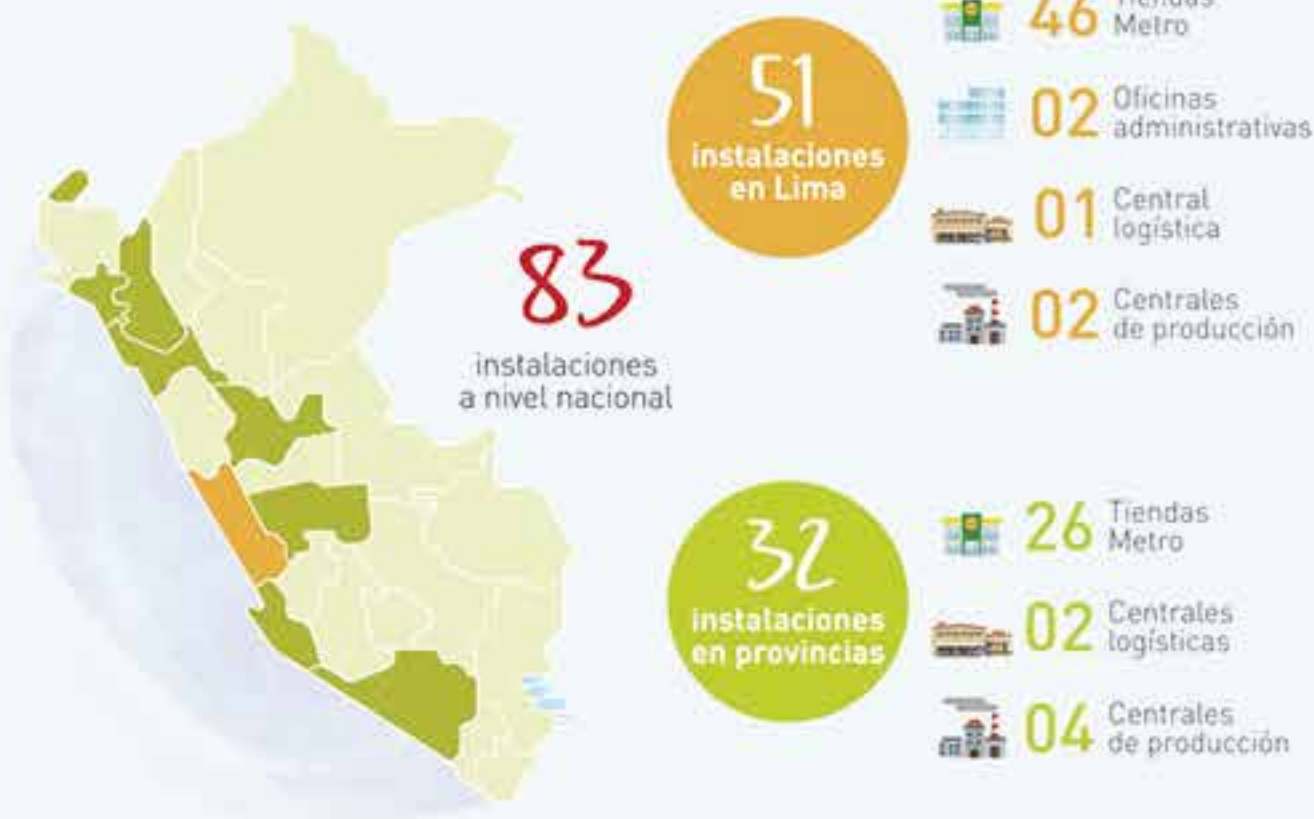 83
instalaciones
a nivel nacional
51
instalaciones
en Lima
46 Tiendas
Metro
02 Oficinas
administrativas
01 Central
logística
02 Centrales
de producción
32
instalaciones
en provincias
26 Tiendas
Metro
02 Centrales
logísticas
04 Centrales
de producción